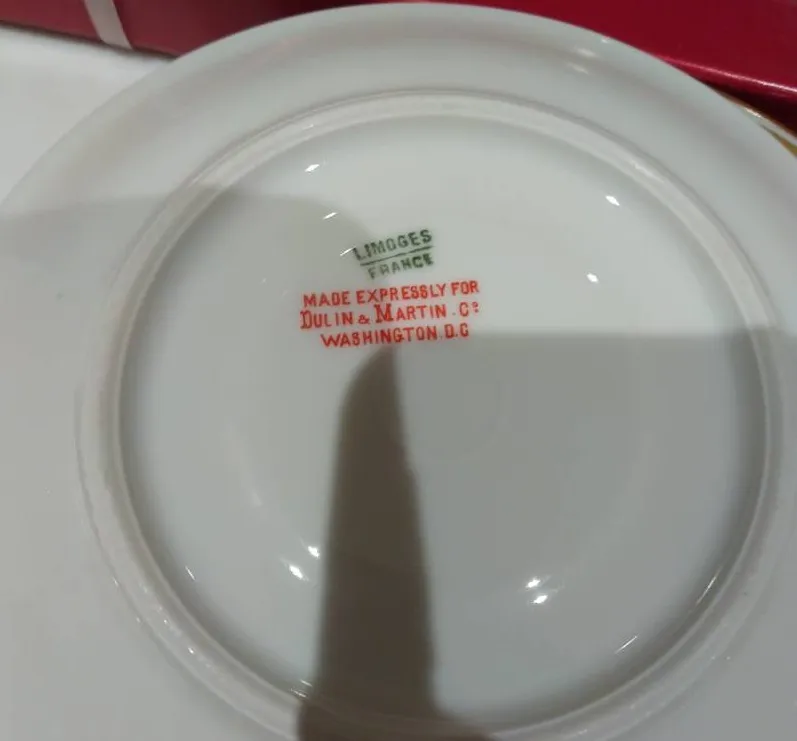 LIMOGES
FRANCE
MADE EXPRESSLY FOR
DULIN & MARTIN. Cº
WASHINGTON.D.C